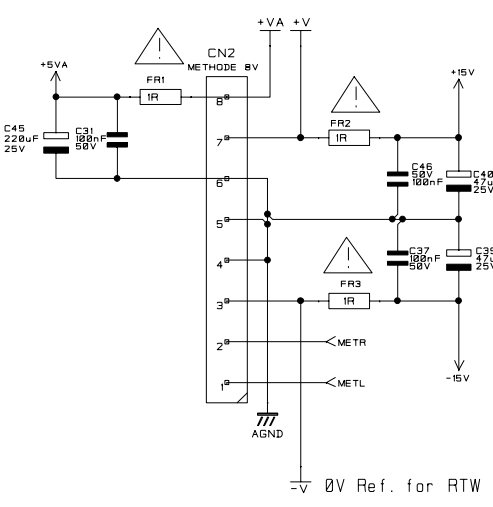 +VA +V
CN2
METHODE 8V
+5VA
+15V
FR1
1R
8
FR2
1R
7
C45
220uF
25V
C31
100nF
50V
C46
50V
100nF
C40
47u
25V
6
5
4
C37
100nF
50V
C39
47u
25V
FR3
1R
3
2
METR
-15V
1
METL
AGND
-V 0V Ref. for RTW